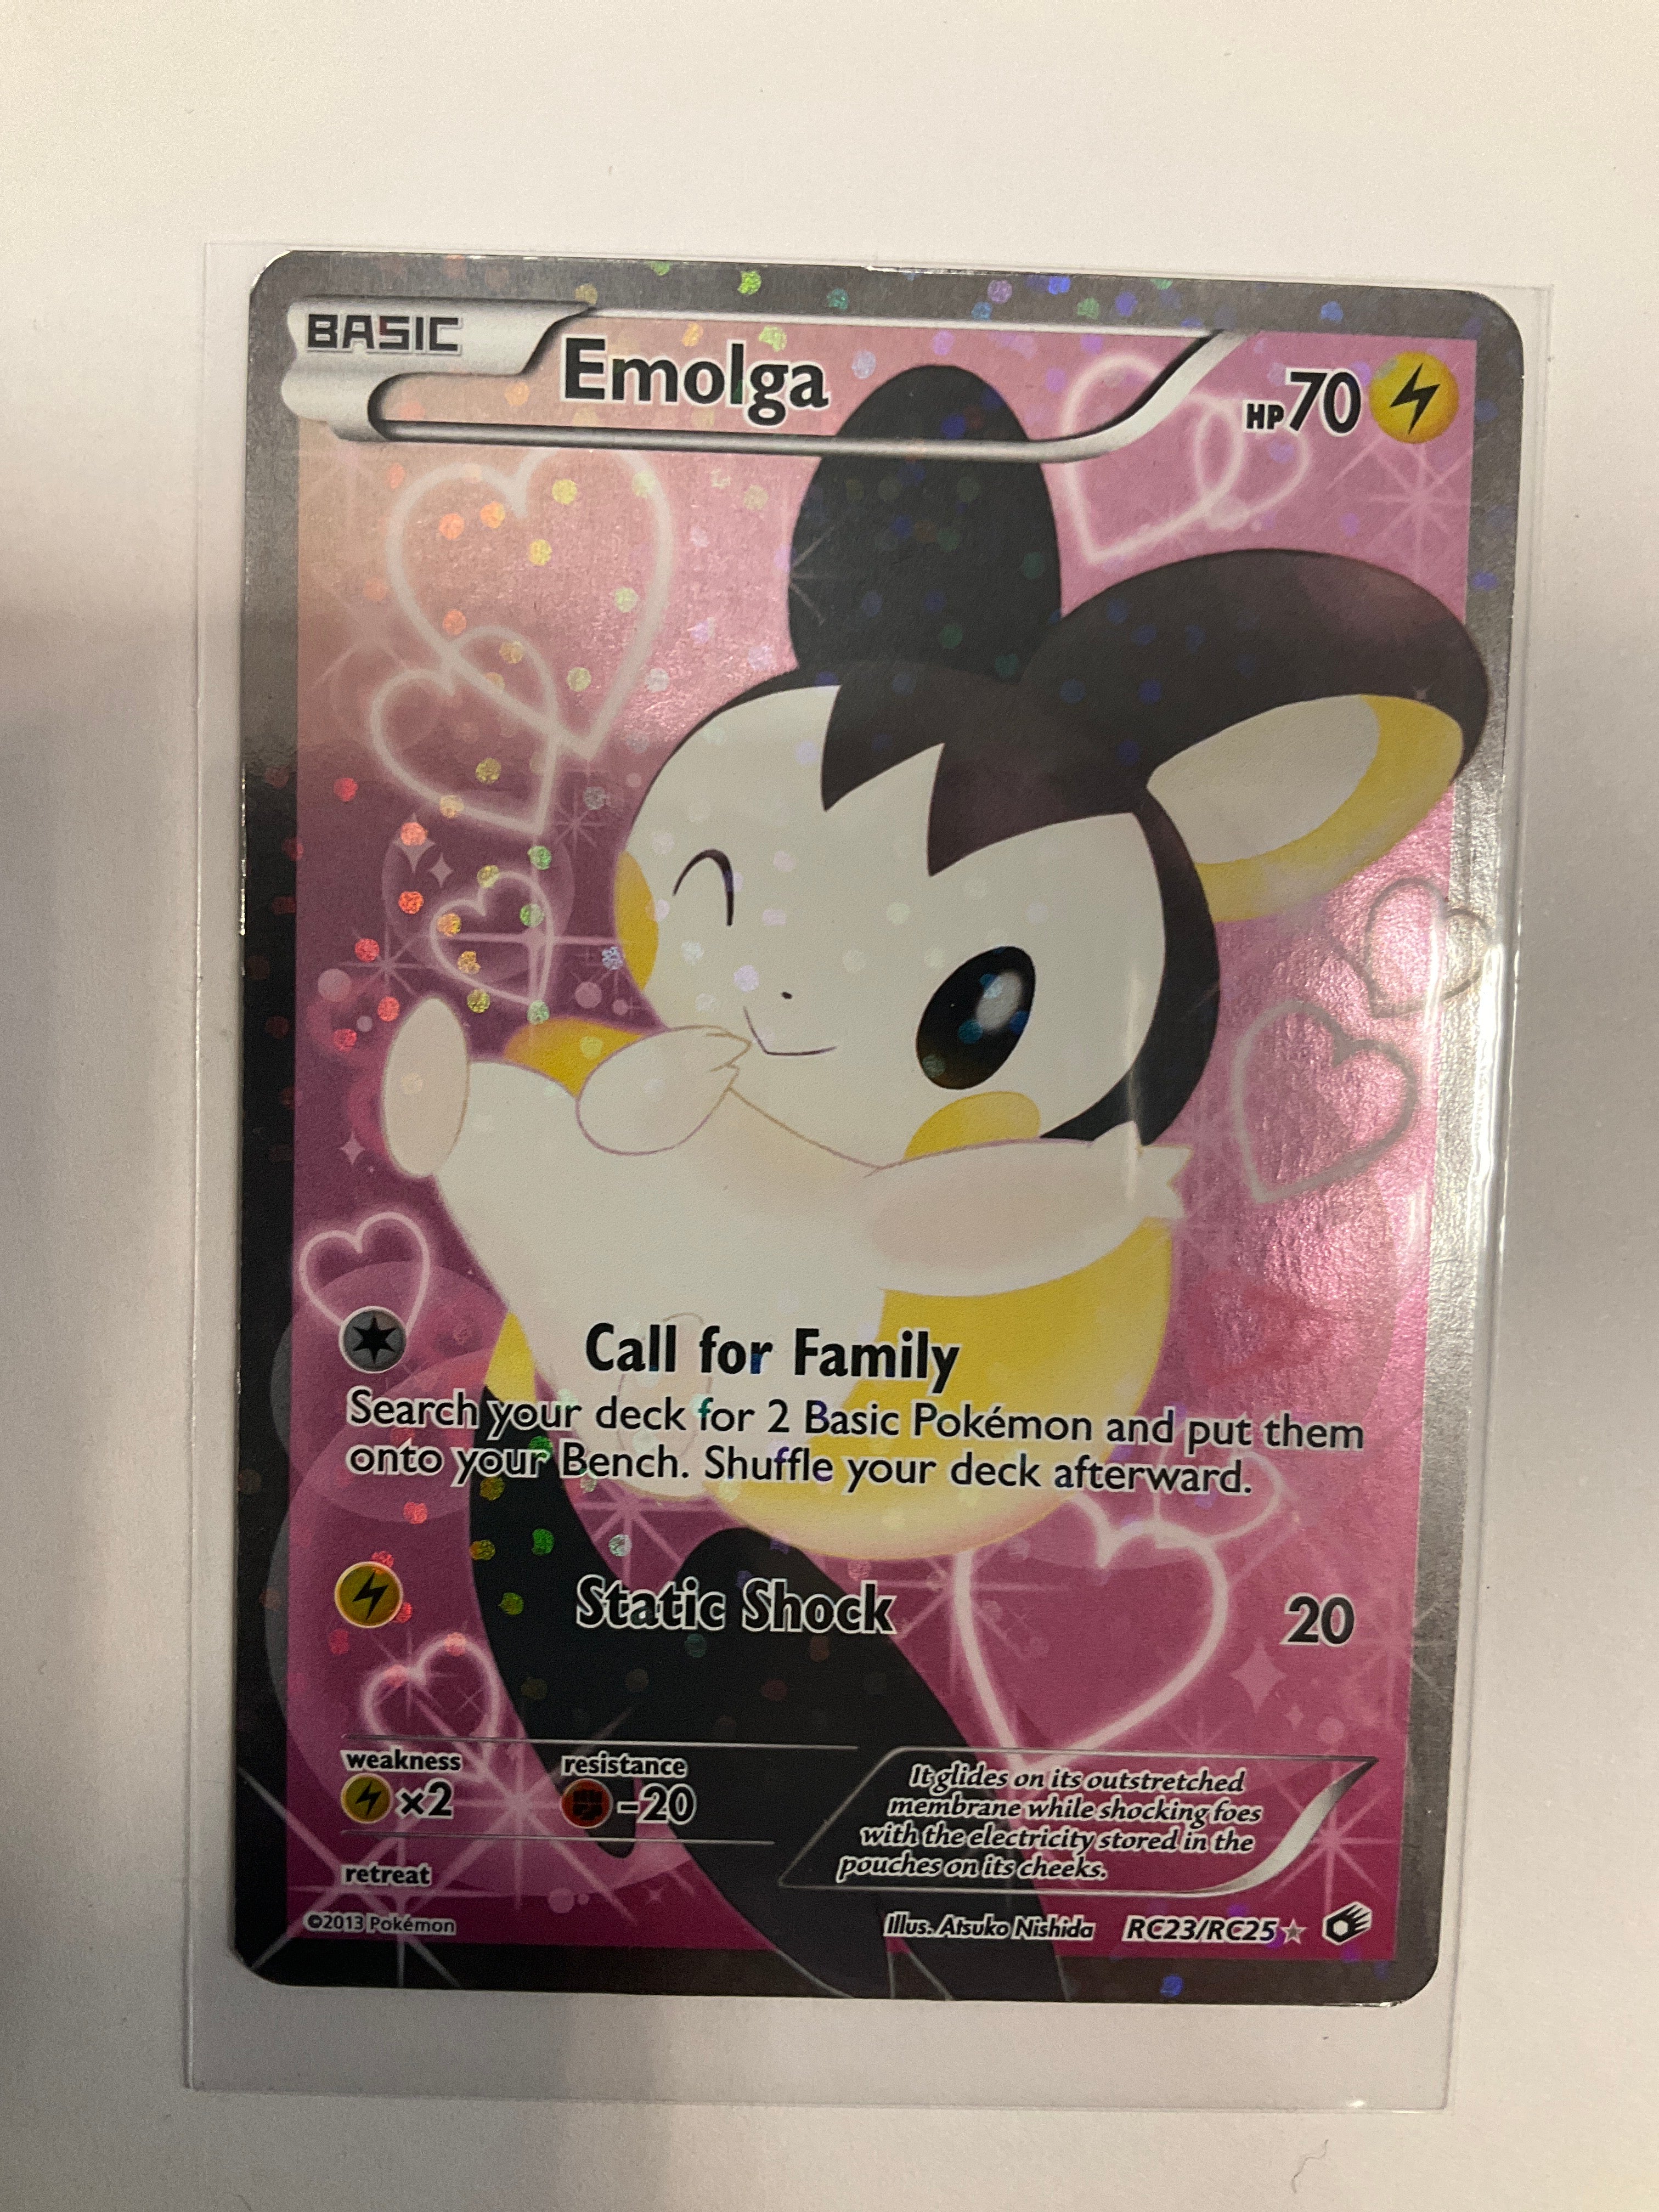 BASIC
Emolga
HP70
Call for Family
Search your deck for 2 Basic Pokémon and put them
onto your Bench. Shuffle your deck afterward.
Static Shock 20
weakness resistance
×2 -20
retreat
It glides on its outstretched
membrane while shocking foes
with the electricity stored in the
pouches on its cheeks.
©2013 Pokémon Illus. Atsuko Nishida RC23/RC25